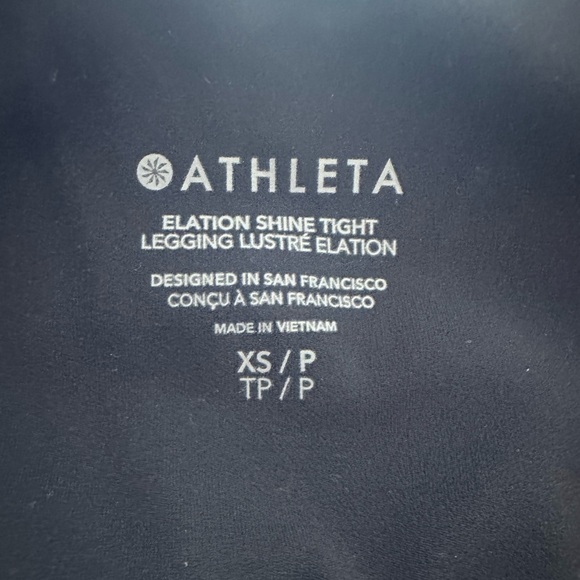 ATHLETA
ELATION SHINE TIGHT
LEGGING LUSTRÉ ELATION
DESIGNED IN SAN FRANCISCO
CONÇU À SAN FRANCISCO
MADE IN VIETNAM
XS / P
TP / P